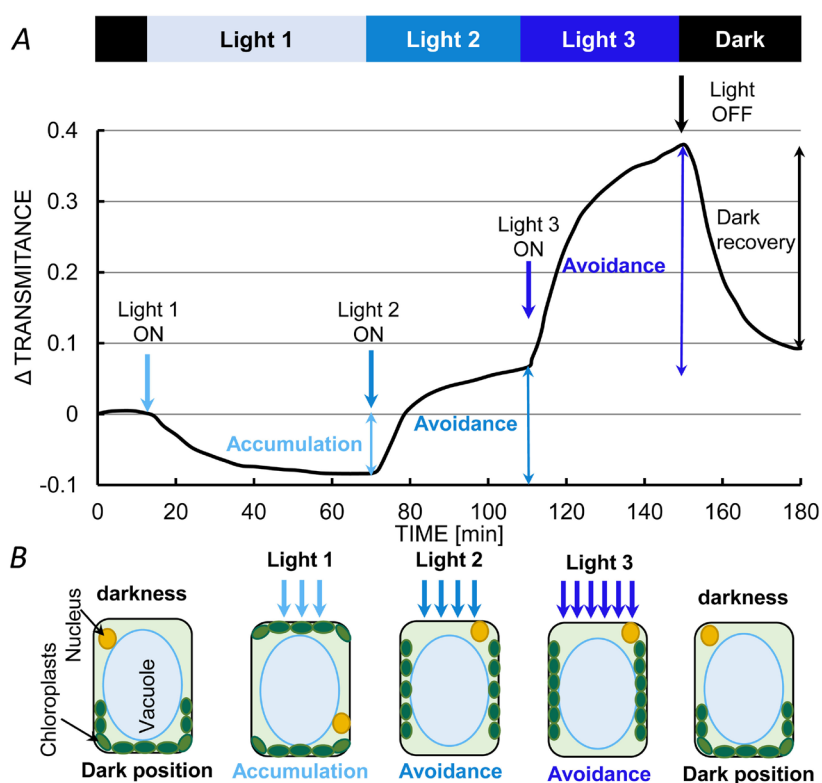 A
Light 1
Light 2
Light 3
Dark
Light
OFF
Δ TRANSMITANCE
0.4
0.3
0.2
0.1
0
-0.1
Light 1
ON
Light 2
ON
Light 3
ON
Accumulation
Avoidance
Avoidance
Dark
recovery
0
20
40
60
80
100
120
140
160
180
TIME [min]
B
darkness
Light 1
Light 2
Light 3
darkness
Nucleus
Chloroplasts
Vacuole
Dark position
Accumulation
Avoidance
Avoidance
Dark position